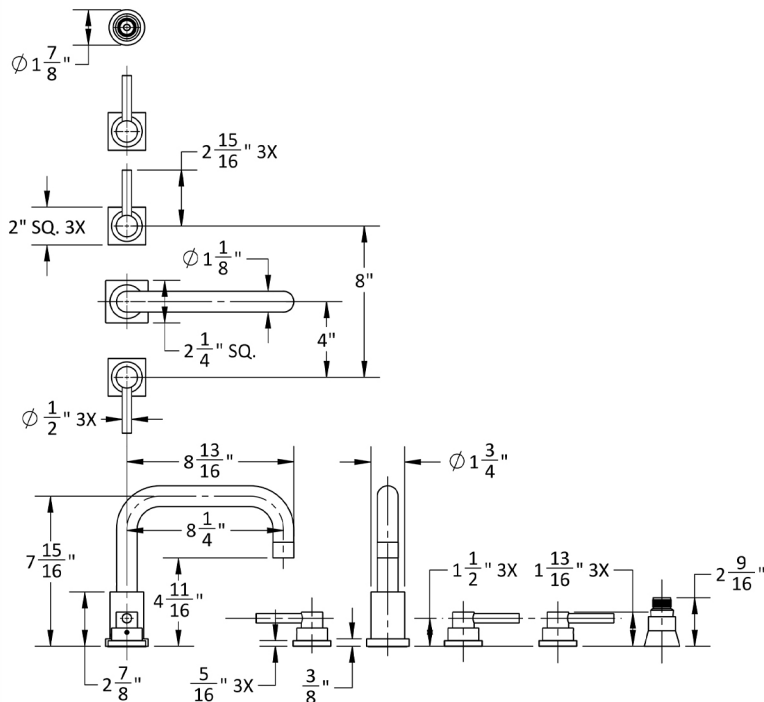 ⌀1 7/8"
2 15/16" 3X
2" SQ. 3X
⌀1 1/8"
8"
4"
2 1/4" SQ.
⌀ 1/2" 3X
8 13/16"
⌀1 3/4"
8 1/4"
7 15/16"
4 11/16"
1 1/2" 3X
1 13/16" 3X
2 9/16"
2 7/8"
5/16" 3X
3/8"